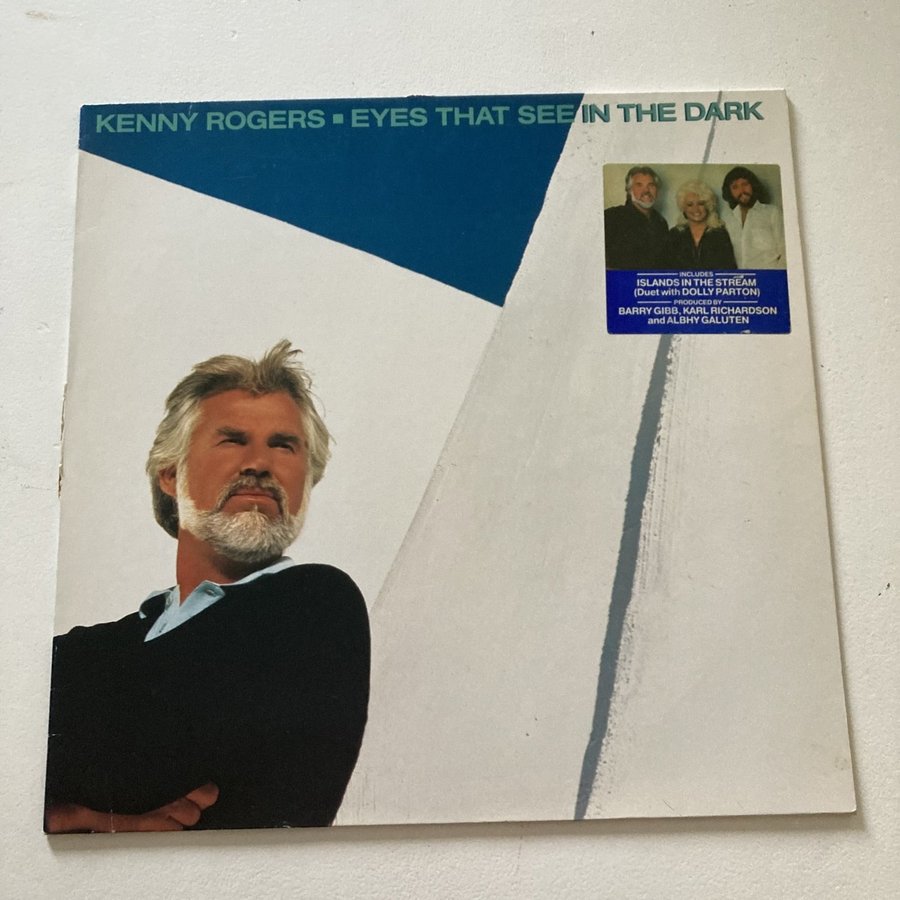 KENNY ROGERS ▪ EYES THAT SEE IN THE DARK
INCLUDES
ISLANDS IN THE STREAM
(Duet with DOLLY PARTON)
PRODUCED BY
BARRY GIBB, KARL RICHARDSON
and ALBHY GALUTEN